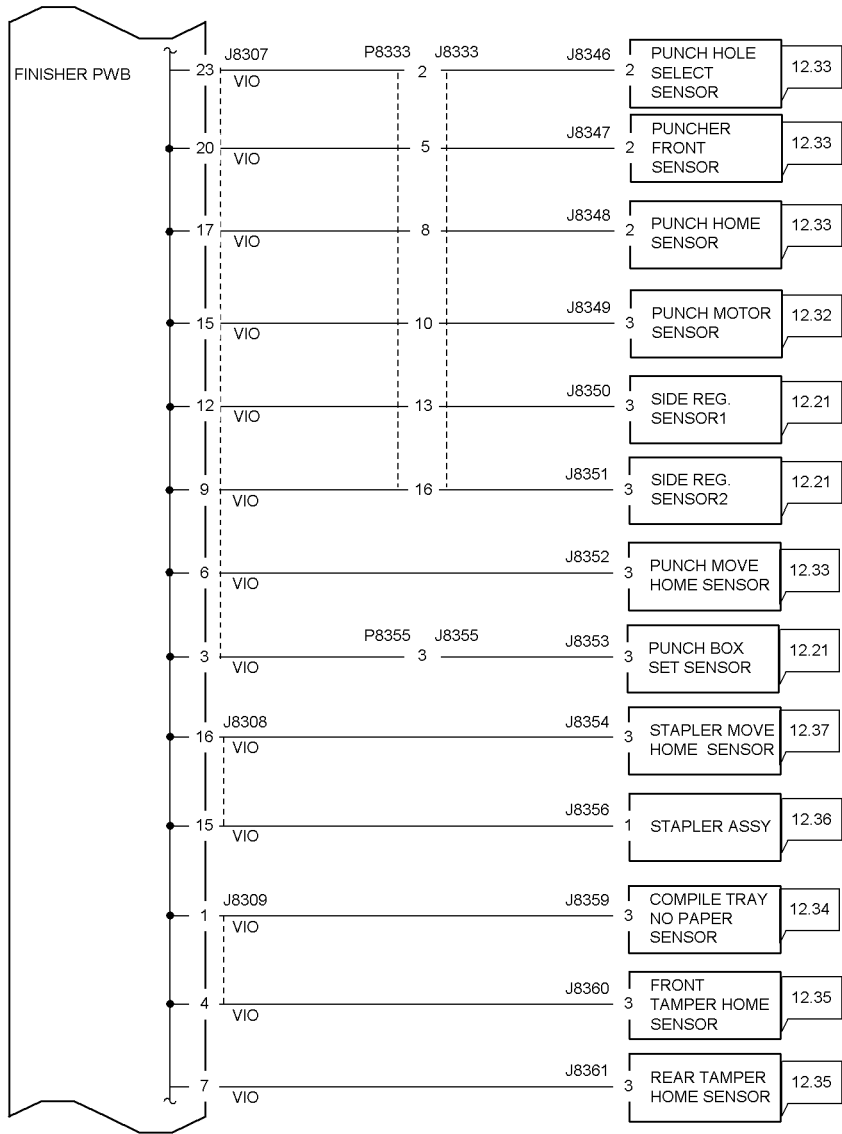 FINISHER PWB
23 J8307 VIO P8333 2 J8333 J8346 2 PUNCH HOLE SELECT SENSOR 12.33
20 VIO 5 J8347 2 PUNCHER FRONT SENSOR 12.33
17 VIO 8 J8348 2 PUNCH HOME SENSOR 12.33
15 VIO 10 J8349 3 PUNCH MOTOR SENSOR 12.32
12 VIO 13 J8350 3 SIDE REG. SENSOR1 12.21
9 VIO 16 J8351 3 SIDE REG. SENSOR2 12.21
6 VIO J8352 3 PUNCH MOVE HOME SENSOR 12.33
3 VIO P8355 3 J8355 J8353 3 PUNCH BOX SET SENSOR 12.21
16 J8308 VIO J8354 3 STAPLER MOVE HOME SENSOR 12.37
15 VIO J8356 1 STAPLER ASSY 12.36
1 J8309 VIO J8359 3 COMPILE TRAY NO PAPER SENSOR 12.34
4 VIO J8360 3 FRONT TAMPER HOME SENSOR 12.35
7 VIO J8361 3 REAR TAMPER HOME SENSOR 12.35